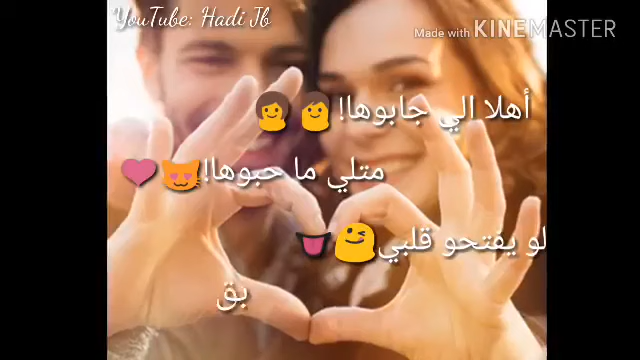 YouTube: Hadi Jb
Made with KINEMASTER
أهلا الي جابوها!
متلي ما حبوها!
لو يفتحو قلبي
بق